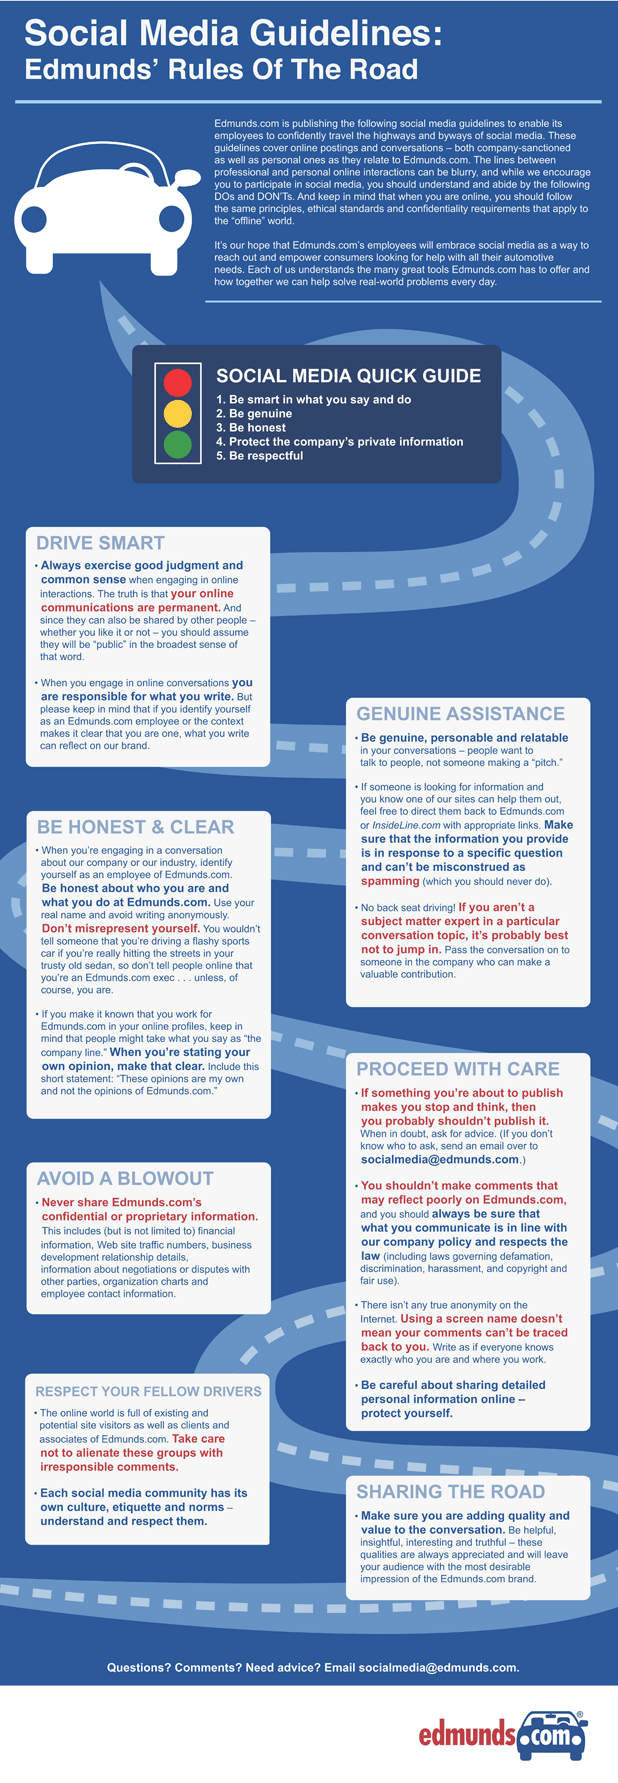 Social Media Guidelines:
Edmunds' Rules Of The Road
Edmunds.com is publishing the following social media guidelines to enable its
employees to confidently travel the highways and byways of social media. These
guidelines cover online postings and conversations – both company-sanctioned
as well as personal ones as they relate to Edmunds.com. The lines between
professional and personal online interactions can be blurry, and while we encourage
you to participate in social media, you should understand and abide by the following
DOs and DON'Ts. And keep in mind that when you are online, you should follow
the same principles, ethical standards and confidentiality requirements that apply to
the "offline" world.
It's our hope that Edmunds.com's employees will embrace social media as a way to
reach out and empower consumers looking for help with all their automotive
needs. Each of us understands the many great tools Edmunds.com has to offer and
how together we can help solve real-world problems every day.
SOCIAL MEDIA QUICK GUIDE
1. Be smart in what you say and do
2. Be genuine
3. Be honest
4. Protect the company's private information
5. Be respectful
DRIVE SMART
• Always exercise good judgment and
common sense when engaging in online
interactions. The truth is that your online
communications are permanent. And
since they can also be shared by other people –
whether you like it or not – you should assume
they will be "public" in the broadest sense of
that word.
• When you engage in online conversations you
are responsible for what you write. But
please keep in mind that if you identify yourself
as an Edmunds.com employee or the context
makes it clear that you are one, what you write
can reflect on our brand.
GENUINE ASSISTANCE
• Be genuine, personable and relatable
in your conversations – people want to
talk to people, not someone making a "pitch."
• If someone is looking for information and
you know one of our sites can help them out,
feel free to direct them back to Edmunds.com
or InsideLine.com with appropriate links. Make
sure that the information you provide
is in response to a specific question
and can't be misconstrued as
spamming (which you should never do).
• No back seat driving! If you aren't a
subject matter expert in a particular
conversation topic, it's probably best
not to jump in. Pass the conversation on to
someone in the company who can make a
valuable contribution.
BE HONEST & CLEAR
• When you're engaging in a conversation
about our company or our industry, identify
yourself as an employee of Edmunds.com.
Be honest about who you are and
what you do at Edmunds.com. Use your
real name and avoid writing anonymously.
Don't misrepresent yourself. You wouldn't
tell someone that you're driving a flashy sports
car if you're really hitting the streets in your
trusty old sedan, so don't tell people online that
you're an Edmunds.com exec . . . unless, of
course, you are.
• If you make it known that you work for
Edmunds.com in your online profiles, keep in
mind that people might take what you say as "the
company line." When you're stating your
own opinion, make that clear. Include this
short statement: "These opinions are my own
and not the opinions of Edmunds.com."
PROCEED WITH CARE
• If something you're about to publish
makes you stop and think, then
you probably shouldn't publish it.
When in doubt, ask for advice. (If you don't
know who to ask, send an email over to
socialmedia@edmunds.com.)
• You shouldn't make comments that
may reflect poorly on Edmunds.com,
and you should always be sure that
what you communicate is in line with
our company policy and respects the
law (including laws governing defamation,
discrimination, harassment, and copyright and
fair use).
• There isn't any true anonymity on the
Internet. Using a screen name doesn't
mean your comments can't be traced
back to you. Write as if everyone knows
exactly who you are and where you work.
• Be careful about sharing detailed
personal information online –
protect yourself.
AVOID A BLOWOUT
• Never share Edmunds.com's
confidential or proprietary information.
This includes (but is not limited to) financial
information, Web site traffic numbers, business
development relationship details,
information about negotiations or disputes with
other parties, organization charts and
employee contact information.
RESPECT YOUR FELLOW DRIVERS
• The online world is full of existing and
potential site visitors as well as clients and
associates of Edmunds.com. Take care
not to alienate these groups with
irresponsible comments.
• Each social media community has its
own culture, etiquette and norms –
understand and respect them.
SHARING THE ROAD
• Make sure you are adding quality and
value to the conversation. Be helpful,
insightful, interesting and truthful – these
qualities are always appreciated and will leave
your audience with the most desirable
impression of the Edmunds.com brand.
Questions? Comments? Need advice? Email socialmedia@edmunds.com.
edmunds.com®